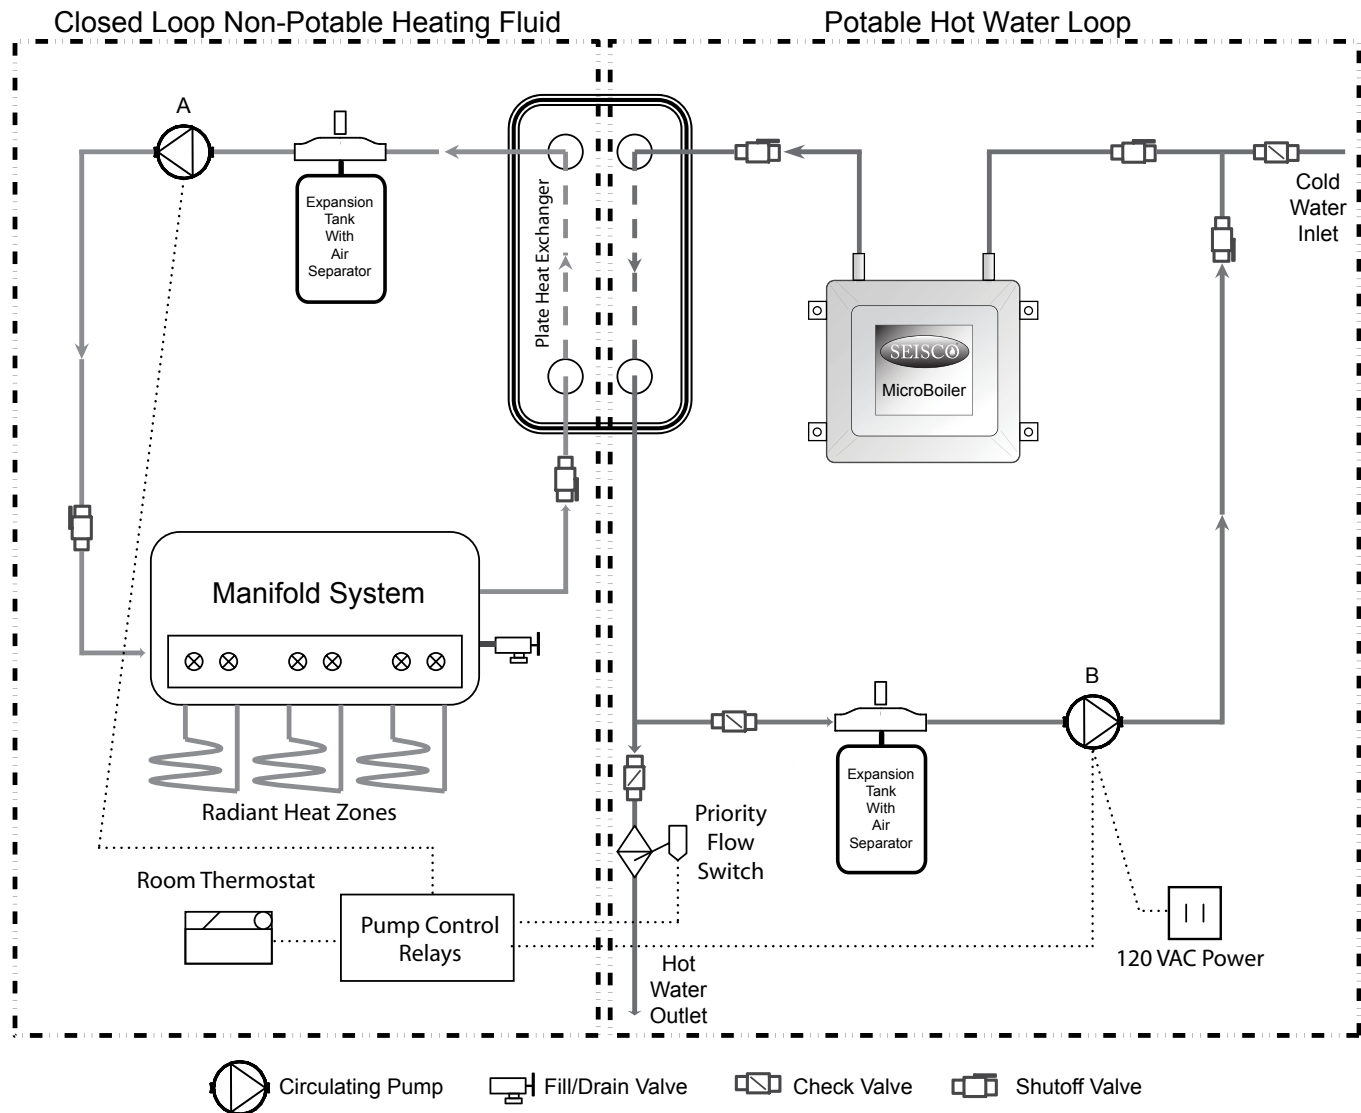 Closed Loop Non-Potable Heating Fluid
Potable Hot Water Loop
A
Expansion
Tank
With
Air
Separator
Plate Heat Exchanger
Cold
Water
Inlet
SEISCO
MicroBoiler
Manifold System
Radiant Heat Zones
B
Expansion
Tank
With
Air
Separator
Priority
Flow
Switch
Room Thermostat
Pump Control
Relays
120 VAC Power
Hot
Water
Outlet
Circulating Pump
Fill/Drain Valve
Check Valve
Shutoff Valve